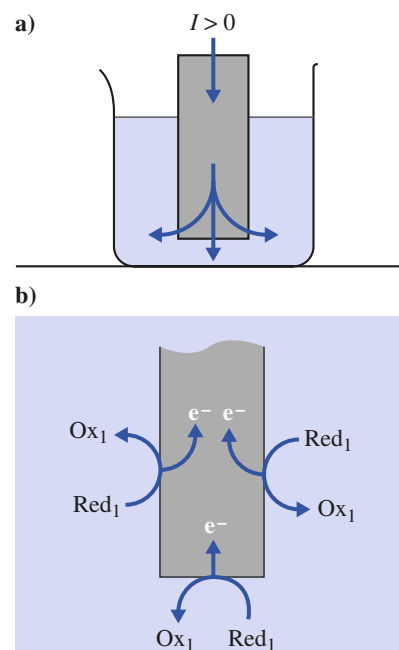 a)
I > 0
b)
e⁻ e⁻
Ox₁
Red₁
Red₁
e⁻
Ox₁
Ox₁ Red₁